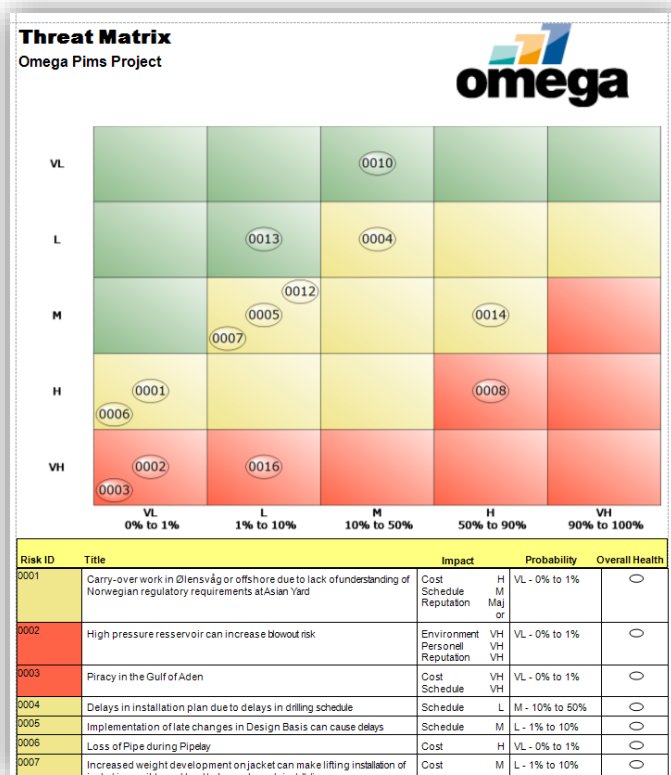 Threat Matrix
Omega Pims Project
omega
VL
0010
L
0013
0004
0012
M
0005
0014
0007
H
0001
0008
0006
VH
0002
0016
0003
VL
L
M
H
VH
0% to 1%
1% to 10%
10% to 50%
50% to 90%
90% to 100%
Risk ID Title Impact Probability Overall Health
0001 Carry-over work in Ølensvåg or offshore due to lack of understanding of Cost H VL - 0% to 1%
Norwegian regulatory requirements at Asian Yard Schedule M
Reputation Maj
or
0002 High pressure resservoir can increase blowout risk Environment VH VL - 0% to 1%
Personell VH
Reputation VH
0003 Piracy in the Gulf of Aden Cost VH VL - 0% to 1%
Schedule VH
0004 Delays in installation plan due to delays in drilling schedule Schedule L M - 10% to 50%
0005 Implementation of late changes in Design Basis can cause delays Schedule M L - 1% to 10%
0006 Loss of Pipe during Pipelay Cost H VL - 0% to 1%
0007 Increased weight development on jacket can make lifting installation of Cost M L - 1% to 10%